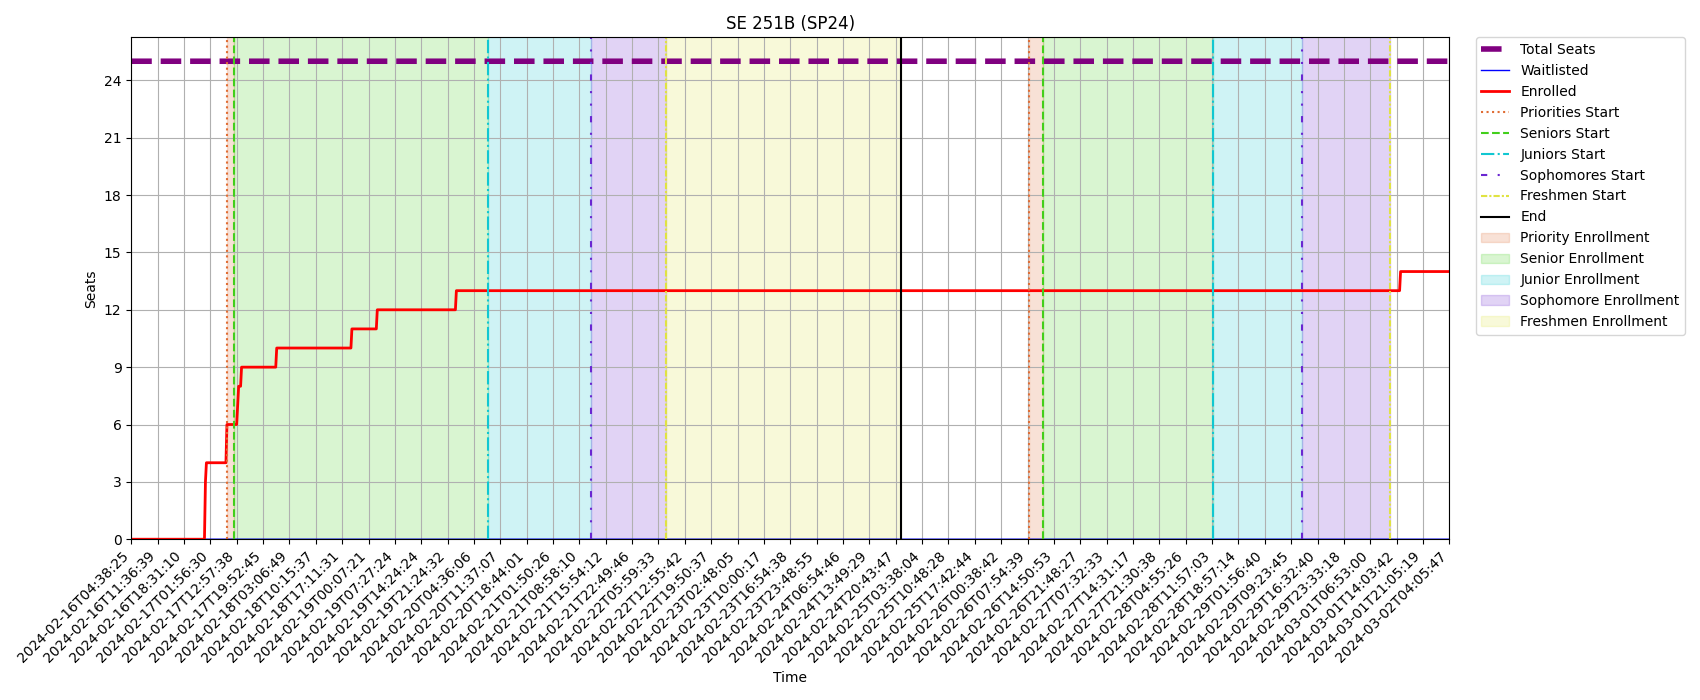 SE 251B (SP24)
Total Seats
Waitlisted
Enrolled
Priorities Start
Seniors Start
Juniors Start
Sophomores Start
Freshmen Start
End
Priority Enrollment
Senior Enrollment
Junior Enrollment
Sophomore Enrollment
Freshmen Enrollment
Seats
24
21
18
15
12
9
6
3
0
2024-02-16T04:38:25
2024-02-16T11:36:39
2024-02-16T18:31:10
2024-02-17T01:56:30
2024-02-17T12:57:38
2024-02-17T19:52:45
2024-02-18T03:06:49
2024-02-18T10:15:37
2024-02-18T17:11:31
2024-02-19T00:07:21
2024-02-19T07:27:24
2024-02-19T14:24:24
2024-02-19T21:24:32
2024-02-20T04:36:06
2024-02-20T11:37:07
2024-02-20T18:44:01
2024-02-21T01:50:26
2024-02-21T08:58:10
2024-02-21T15:54:12
2024-02-21T22:49:46
2024-02-22T05:59:33
2024-02-22T12:55:42
2024-02-22T19:50:37
2024-02-23T02:48:05
2024-02-23T10:00:17
2024-02-23T16:54:38
2024-02-23T23:48:55
2024-02-24T06:54:46
2024-02-24T13:49:29
2024-02-24T20:43:47
2024-02-25T03:38:04
2024-02-25T10:48:28
2024-02-25T17:42:44
2024-02-26T00:38:42
2024-02-26T07:54:39
2024-02-26T14:50:53
2024-02-26T21:48:27
2024-02-27T07:32:33
2024-02-27T14:31:17
2024-02-27T21:30:38
2024-02-28T04:55:26
2024-02-28T11:57:03
2024-02-28T18:57:14
2024-02-29T01:56:40
2024-02-29T09:23:45
2024-02-29T16:32:40
2024-02-29T23:33:18
2024-03-01T06:53:00
2024-03-01T14:03:42
2024-03-01T21:05:19
2024-03-02T04:05:47
Time